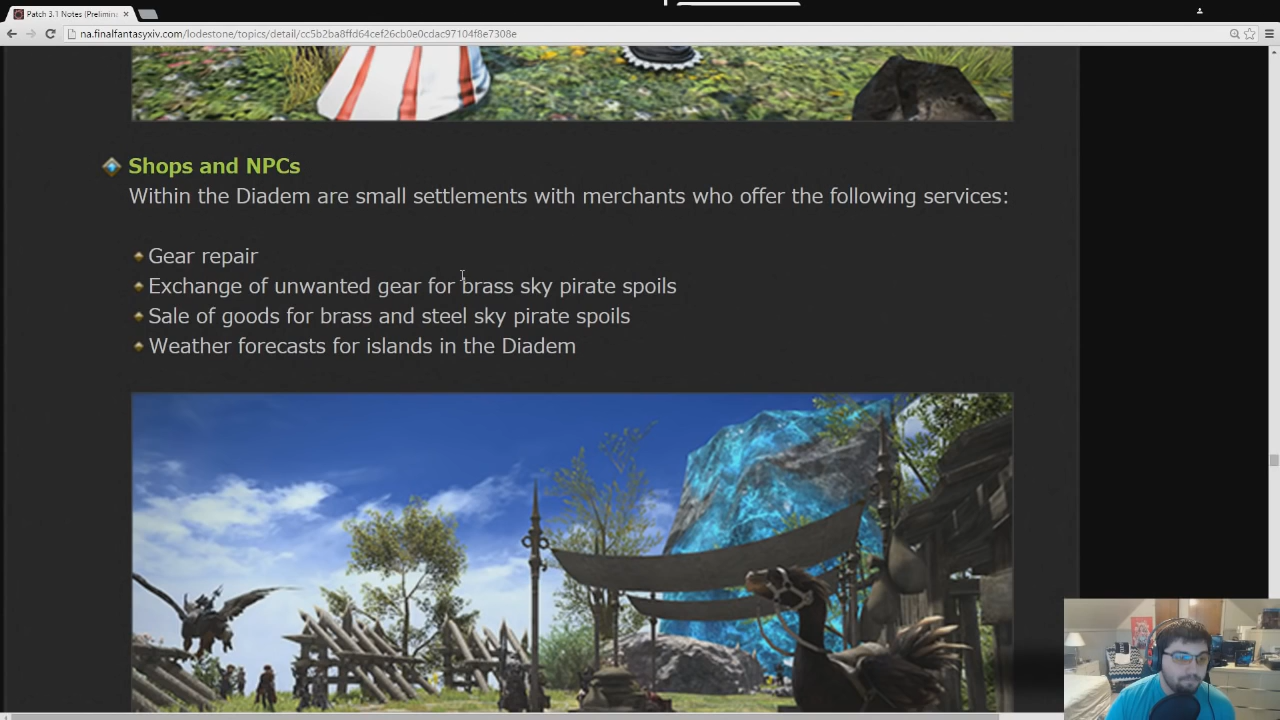 Patch 3.1 Notes (Prelimin
na.finalfantasyxiv.com/lodestone/topics/detail/cc5b2ba8ffd64cef26cb0e0cdac97104f8e7308e
Shops and NPCs
Within the Diadem are small settlements with merchants who offer the following services:
Gear repair
Exchange of unwanted gear for brass sky pirate spoils
Sale of goods for brass and steel sky pirate spoils
Weather forecasts for islands in the Diadem